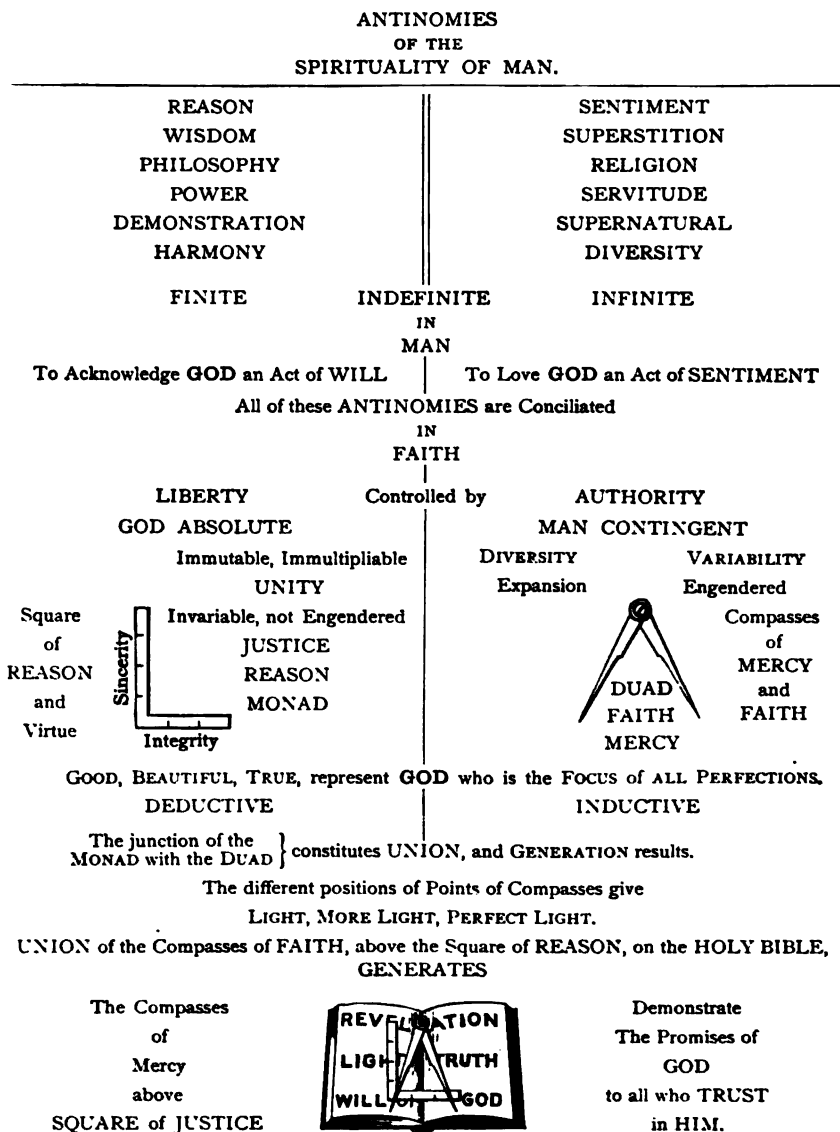 ANTINOMIES
OF THE
SPIRITUALITY OF MAN.
REASON SENTIMENT
WISDOM SUPERSTITION
PHILOSOPHY RELIGION
POWER SERVITUDE
DEMONSTRATION SUPERNATURAL
HARMONY DIVERSITY
FINITE INDEFINITE INFINITE
IN
MAN
To Acknowledge GOD an Act of WILL To Love GOD an Act of SENTIMENT
All of these ANTINOMIES are Conciliated
IN
FAITH
LIBERTY Controlled by AUTHORITY
GOD ABSOLUTE MAN CONTINGENT
Immutable, Immultipliable DIVERSITY VARIABILITY
UNITY Expansion Engendered
Square Invariable, not Engendered Compasses
of JUSTICE of
REASON Sincerity REASON MERCY
and MONAD DUAD and
Virtue Integrity FAITH FAITH
MERCY
GOOD, BEAUTIFUL, TRUE, represent GOD who is the FOCUS of ALL PERFECTIONS.
DEDUCTIVE INDUCTIVE
The junction of the
MONAD with the DUAD } constitutes UNION, and GENERATION results.
The different positions of Points of Compasses give
LIGHT, MORE LIGHT, PERFECT LIGHT.
UNION of the Compasses of FAITH, above the Square of REASON, on the HOLY BIBLE,
GENERATES
The Compasses REVELATION Demonstrate
of The Promises of
Mercy LIGHT TRUTH GOD
above WILL OF GOD to all who TRUST
SQUARE of JUSTICE in HIM.